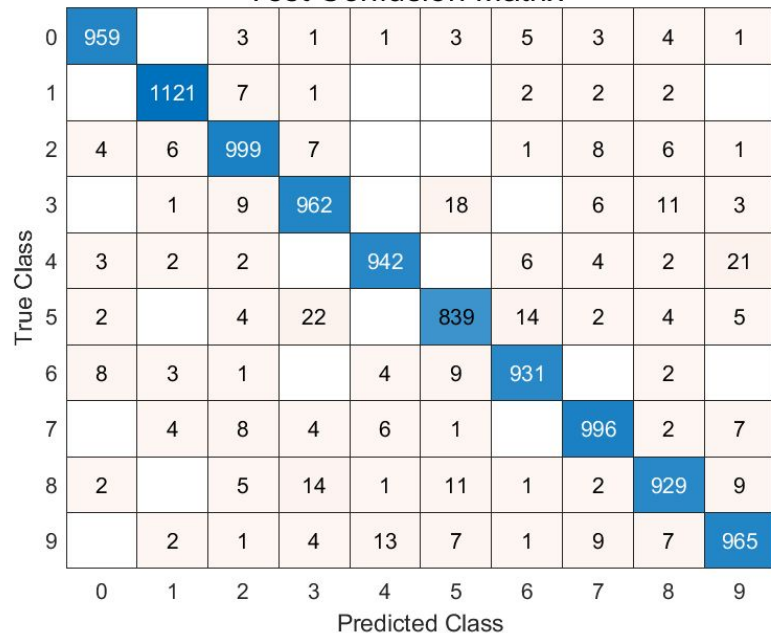 Test Confusion Matrix
0 959 3 1 1 3 5 3 4 1
1 1121 7 1 2 2 2
2 4 6 999 7 1 8 6 1
3 1 9 962 18 6 11 3
4 3 2 2 942 6 4 2 21
5 2 4 22 839 14 2 4 5
6 8 3 1 4 9 931 2
7 4 8 4 6 1 996 2 7
8 2 5 14 1 11 1 2 929 9
9 2 1 4 13 7 1 9 7 965
0 1 2 3 4 5 6 7 8 9
Predicted Class
True Class